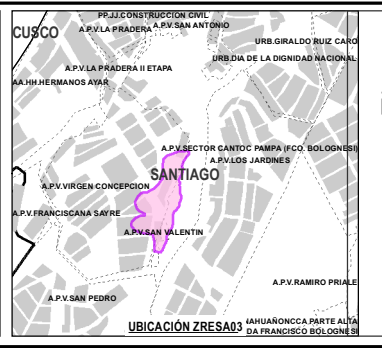 PP.JJ.CONSTRUCCION CIVIL
CUSCO
A.P.V.LA PRADERA
A.P.V.SAN ANTONIO
URB.GIRALDO RUIZ CARO
URB.DIA DE LA DIGNIDAD NACIONAL
A.P.V.LA PRADERA II ETAPA
AA.HH.HERMANOS AYAR
A.P.V.SECTOR CANTOC PAMPA (FCO. BOLOGNESI)
A.P.V.LOS JARDINES
SANTIAGO
A.P.V.VIRGEN CONCEPCION
A.P.V.FRANCISCANA SAYRE
A.P.V.SAN VALENTIN
A.P.V.RAMIRO PRIALE
A.P.V.SAN PEDRO
UBICACIÓN ZRESA03
PARTE ALTA
DA FRANCISCO BOLOGNESI